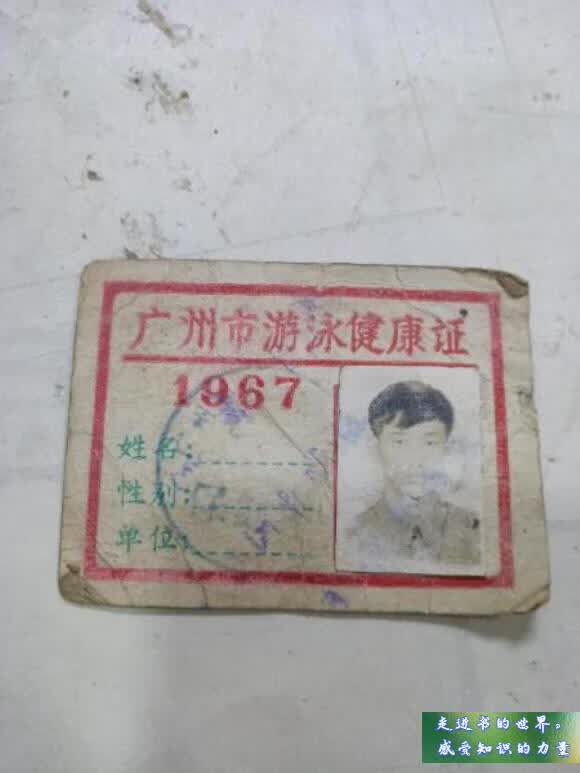 广州市游泳健康证
1967
姓名:
性别:
单位:
走进书的世界。
感受知识的力量